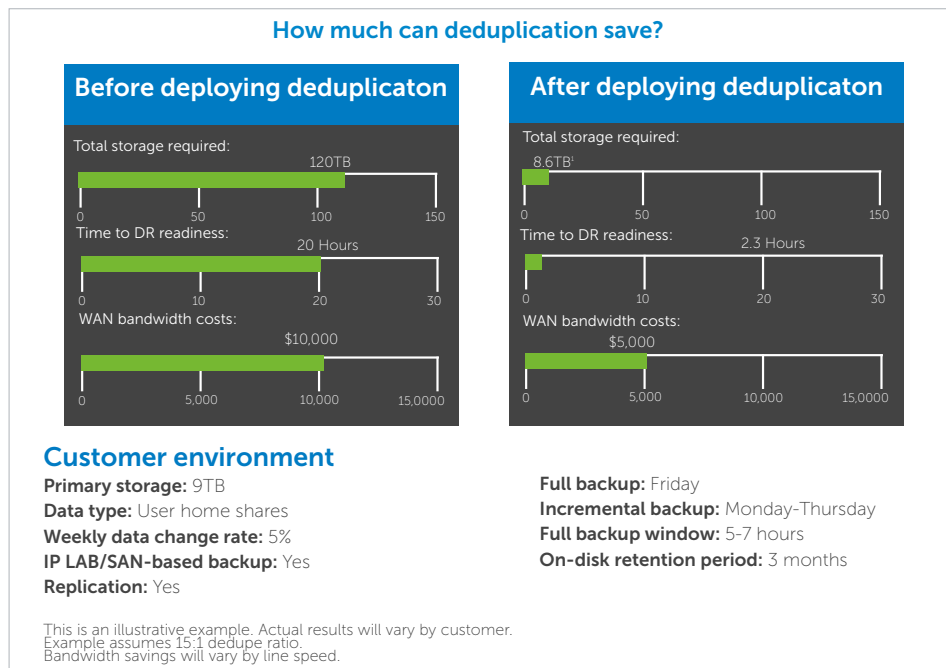 How much can deduplication save?
Before deploying deduplicaton
Total storage required:
120TB
0 50 100 150
Time to DR readiness:
20 Hours
0 10 20 30
WAN bandwidth costs:
$10,000
0 5,000 10,000 15,0000
After deploying deduplicaton
Total storage required:
8.6TB¹
0 50 100 150
Time to DR readiness:
2.3 Hours
0 10 20 30
WAN bandwidth costs:
$5,000
0 5,000 10,000 15,0000
Customer environment
Primary storage: 9TB
Data type: User home shares
Weekly data change rate: 5%
IP LAB/SAN-based backup: Yes
Replication: Yes
Full backup: Friday
Incremental backup: Monday-Thursday
Full backup window: 5-7 hours
On-disk retention period: 3 months
This is an illustrative example. Actual results will vary by customer.
Example assumes 15:1 dedupe ratio.
Bandwidth savings will vary by line speed.